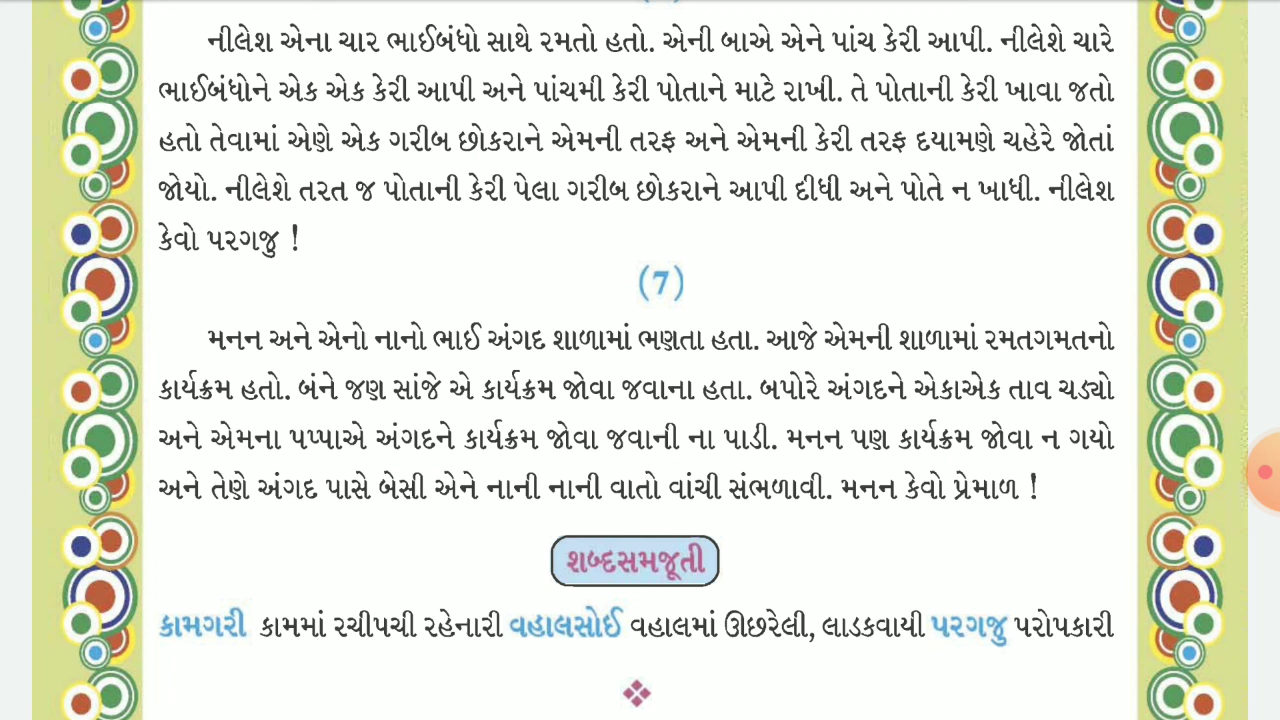 નીલેશ એના ચાર ભાઈબંધો સાથે રમતો હતો. એની બાએ એને પાંચ કેરી આપી. નીલેશે ચારે
ભાઈબંધોને એક એક કેરી આપી અને પાંચમી કેરી પોતાને માટે રાખી. તે પોતાની કેરી ખાવા જતો
હતો તેવામાં એણે એક ગરીબ છોકરાને એમની તરફ અને એમની કેરી તરફ દયામણે ચહેરે જોતાં
જોયો. નીલેશે તરત જ પોતાની કેરી પેલા ગરીબ છોકરાને આપી દીધી અને પોતે ન ખાધી. નીલેશ
કેવો પરગજુ !
(7)
મનન અને એનો નાનો ભાઈ અંગદ શાળામાં ભણતા હતા. આજે એમની શાળામાં રમતગમતનો
કાર્યક્રમ હતો. બંને જણ સાંજે એ કાર્યક્રમ જોવા જવાના હતા. બપોરે અંગદને એકાએક તાવ ચડ્યો
અને એમના પપ્પાએ અંગદને કાર્યક્રમ જોવા જવાની ના પાડી. મનન પણ કાર્યક્રમ જોવા ન ગયો
અને તેણે અંગદ પાસે બેસી એને નાની નાની વાતો વાંચી સંભળાવી. મનન કેવો પ્રેમાળ !
શબ્દસમજૂતી
કામગરી કામમાં રચીપચી રહેનારી વહાલસોઈ વહાલમાં ઊછરેલી, લાડકવાયી પરગજુ પરોપકારી